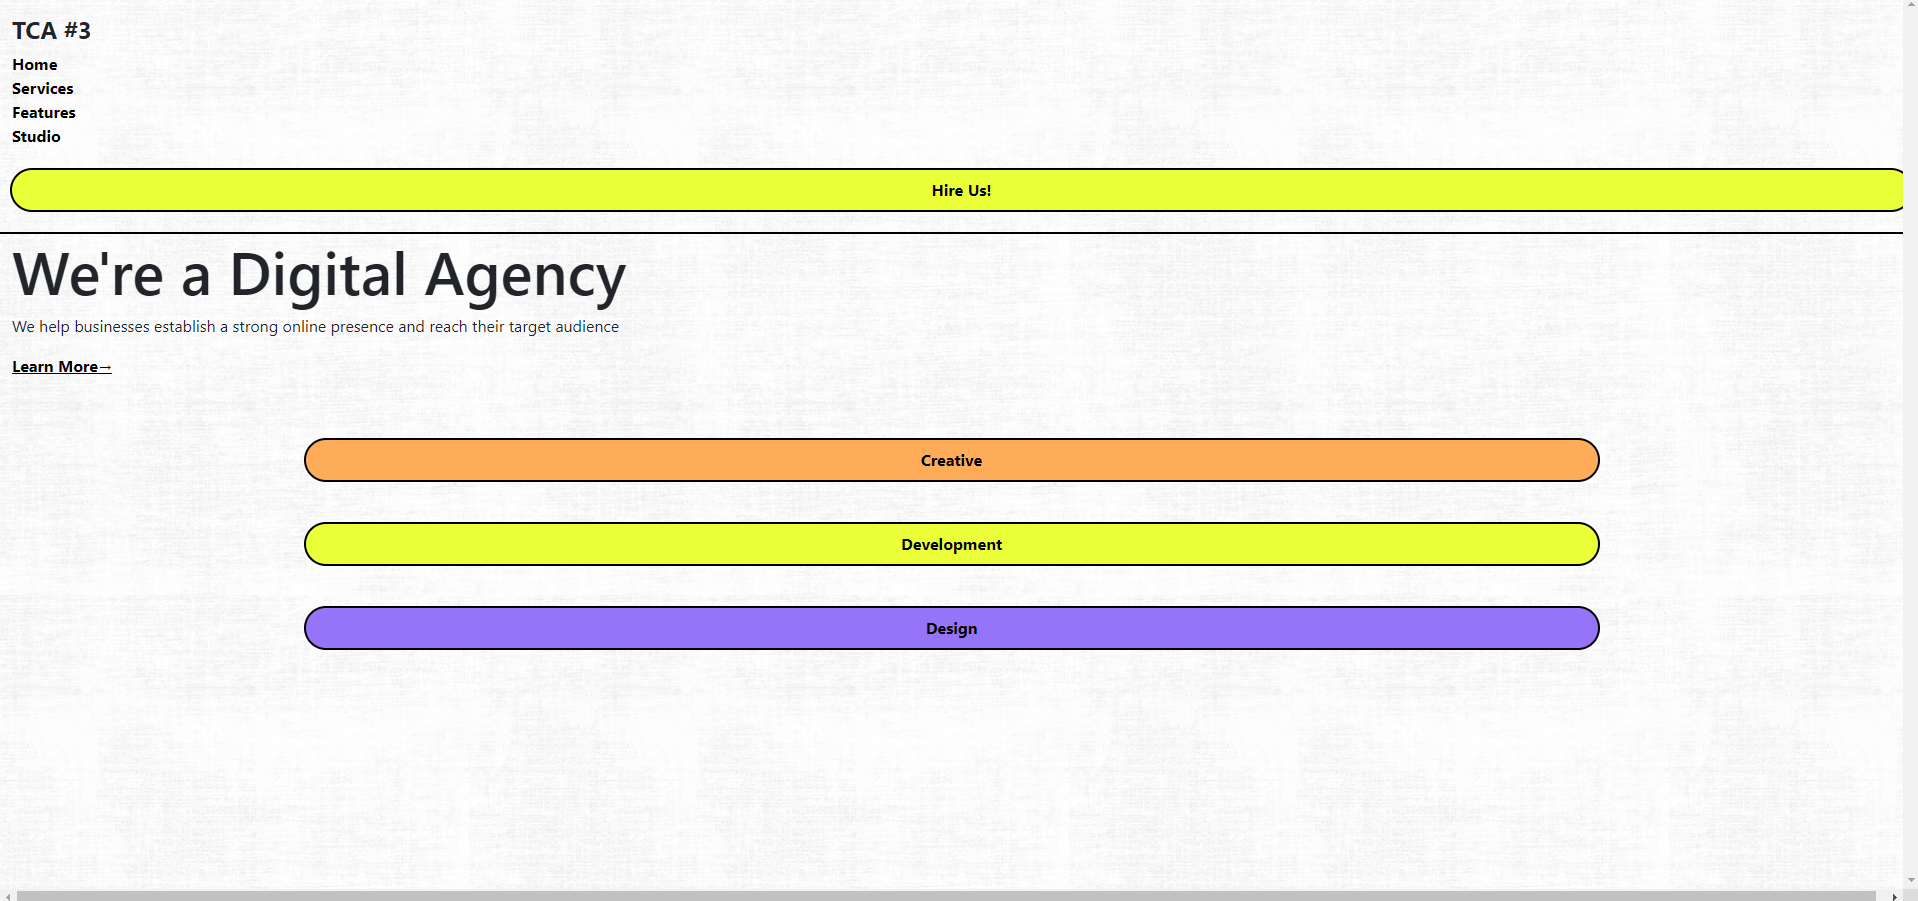 TCA #3
Home
Services
Features
Studio
Hire Us!
We're a Digital Agency
We help businesses establish a strong online presence and reach their target audience
Learn More→
Creative
Development
Design